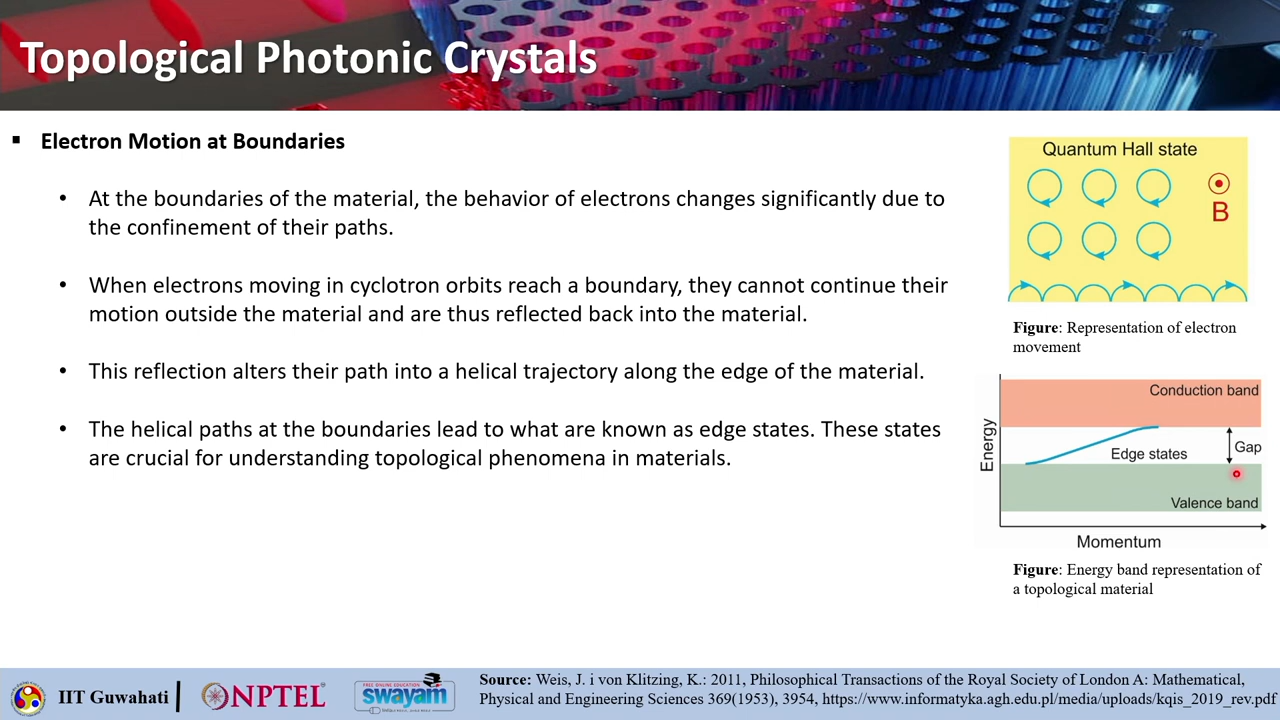 Topological Photonic Crystals
Electron Motion at Boundaries
At the boundaries of the material, the behavior of electrons changes significantly due to
the confinement of their paths.
When electrons moving in cyclotron orbits reach a boundary, they cannot continue their
motion outside the material and are thus reflected back into the material.
This reflection alters their path into a helical trajectory along the edge of the material.
The helical paths at the boundaries lead to what are known as edge states. These states
are crucial for understanding topological phenomena in materials.
Quantum Hall state
B
Figure: Representation of electron
movement
Conduction band
Energy
Gap
Edge states
Valence band
Momentum
Figure: Energy band representation of
a topological material
IIT Guwahati
NPTEL
FREE ONLINE EDUCATION
swayam
Source: Weis, J. i von Klitzing, K.: 2011, Philosophical Transactions of the Royal Society of London A: Mathematical,
Physical and Engineering Sciences 369(1953), 3954, https://www.informatyka.agh.edu.pl/media/uploads/kqis_2019_rev.pdf